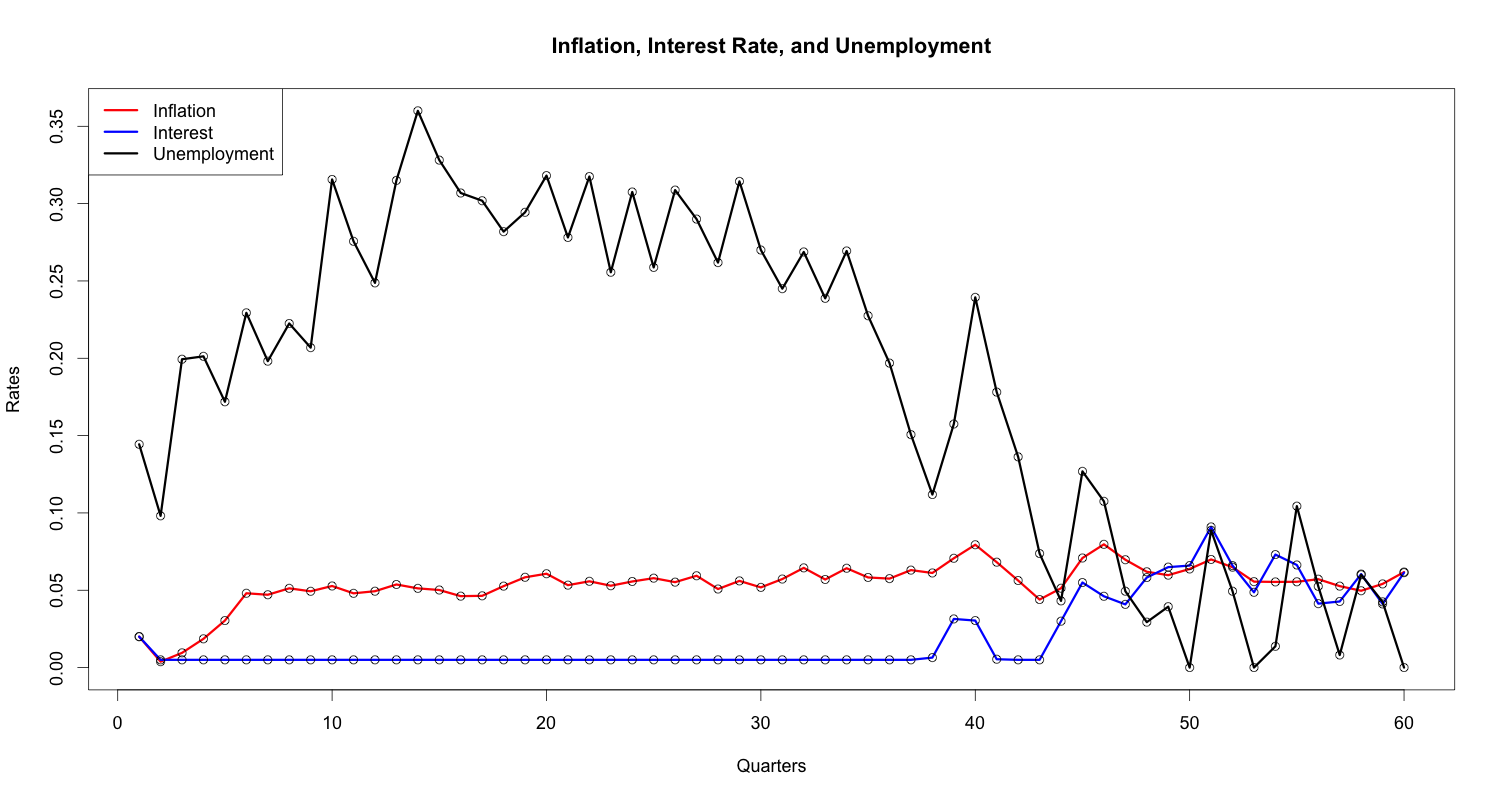 Inflation, Interest Rate, and Unemployment
Inflation
Interest
Unemployment
0.35
0.30
0.25
0.20
0.15
0.10
0.05
0.00
Rates
0 10 20 30 40 50 60
Quarters